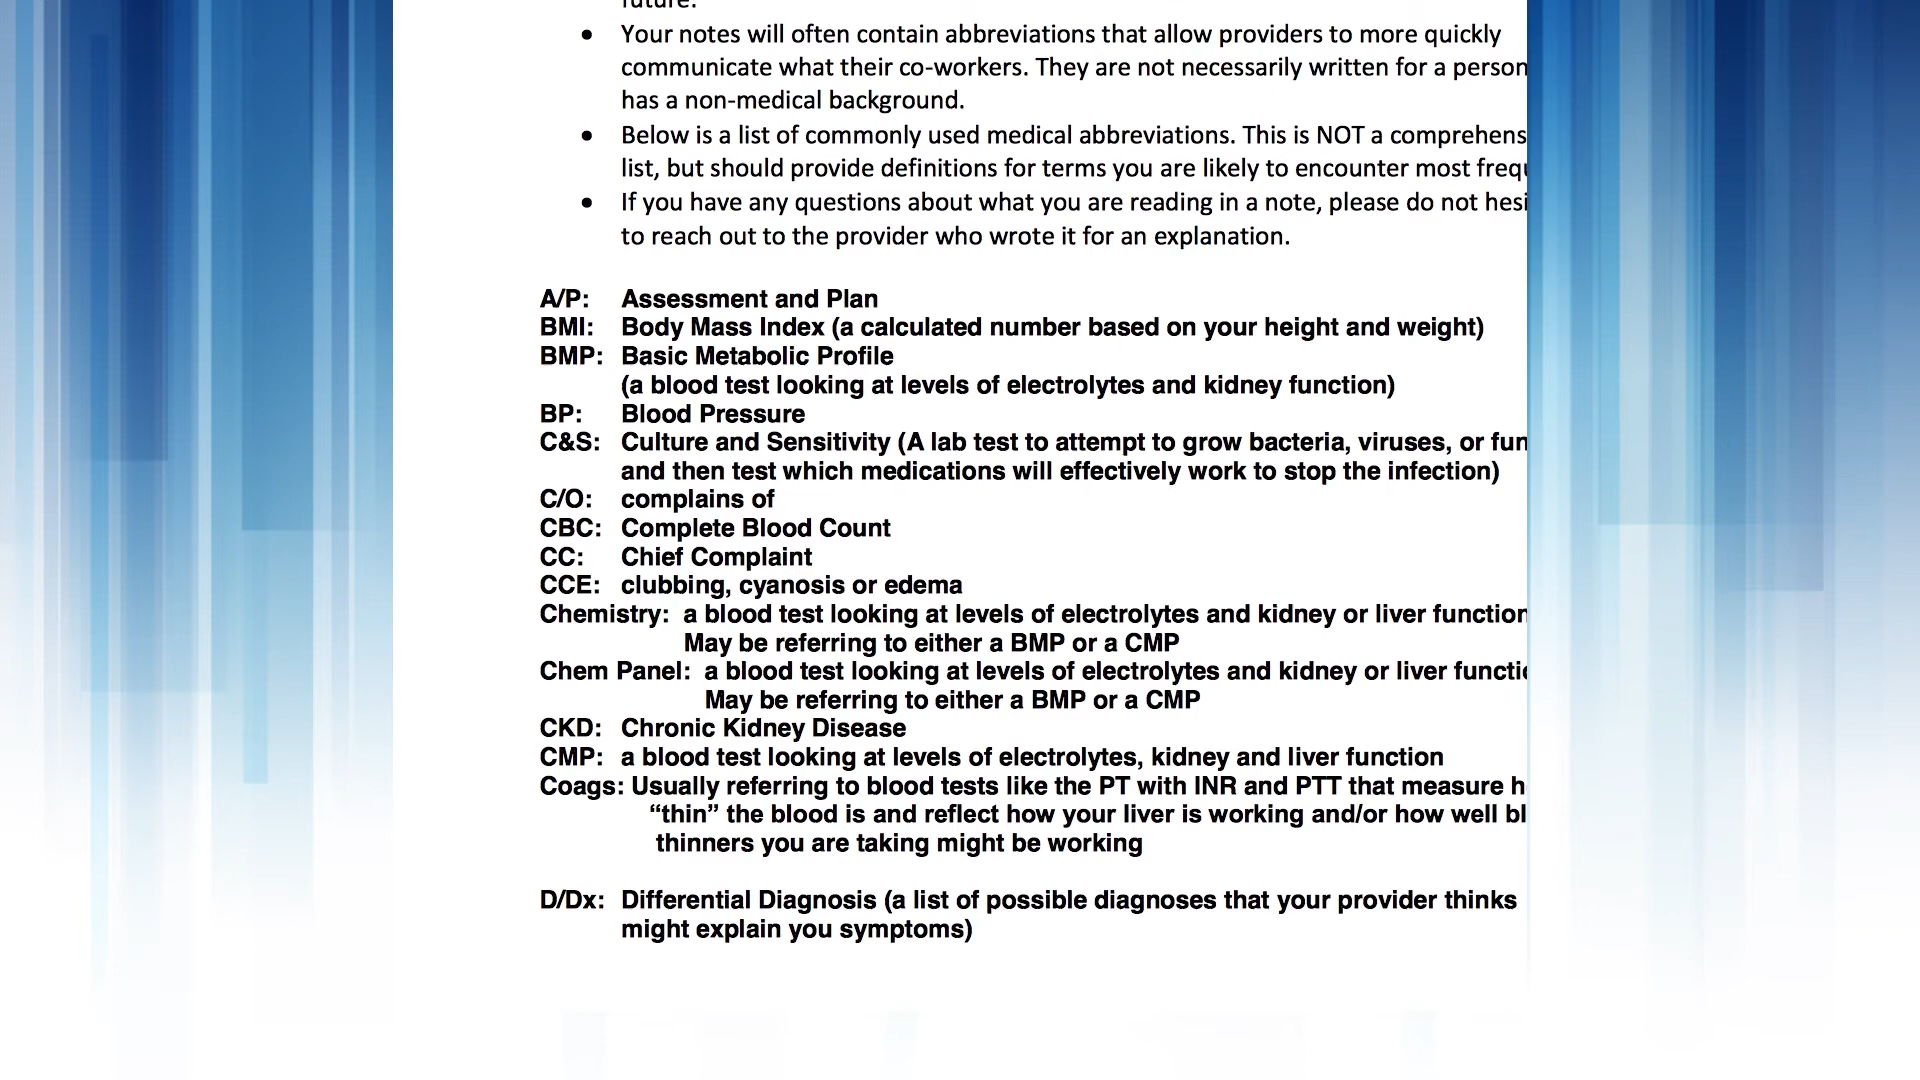 future.
• Your notes will often contain abbreviations that allow providers to more quickly
communicate what their co-workers. They are not necessarily written for a person
has a non-medical background.
• Below is a list of commonly used medical abbreviations. This is NOT a comprehens
list, but should provide definitions for terms you are likely to encounter most frequ
• If you have any questions about what you are reading in a note, please do not hesi
to reach out to the provider who wrote it for an explanation.
A/P: Assessment and Plan
BMI: Body Mass Index (a calculated number based on your height and weight)
BMP: Basic Metabolic Profile
(a blood test looking at levels of electrolytes and kidney function)
BP: Blood Pressure
C&S: Culture and Sensitivity (A lab test to attempt to grow bacteria, viruses, or fun
and then test which medications will effectively work to stop the infection)
C/O: complains of
CBC: Complete Blood Count
CC: Chief Complaint
CCE: clubbing, cyanosis or edema
Chemistry: a blood test looking at levels of electrolytes and kidney or liver function
May be referring to either a BMP or a CMP
Chem Panel: a blood test looking at levels of electrolytes and kidney or liver functi
May be referring to either a BMP or a CMP
CKD: Chronic Kidney Disease
CMP: a blood test looking at levels of electrolytes, kidney and liver function
Coags: Usually referring to blood tests like the PT with INR and PTT that measure h
“thin” the blood is and reflect how your liver is working and/or how well bl
thinners you are taking might be working
D/Dx: Differential Diagnosis (a list of possible diagnoses that your provider thinks
might explain you symptoms)